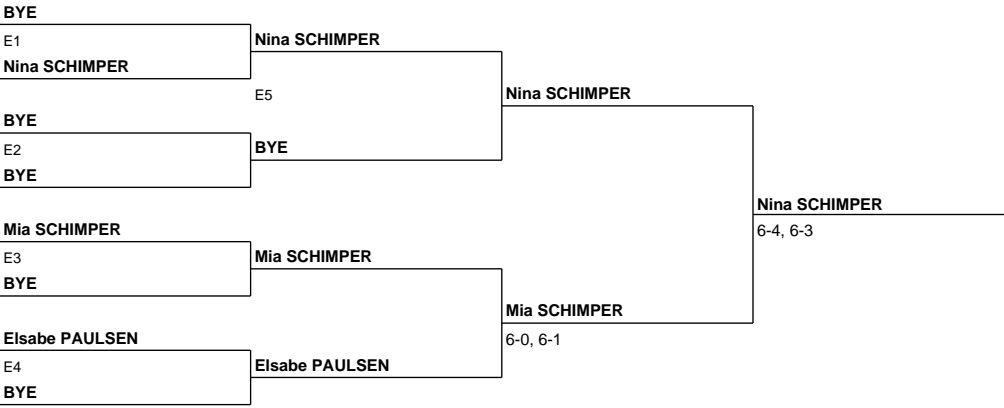 BYE
E1
Nina SCHIMPER
BYE
E2
BYE
Mia SCHIMPER
E3
BYE
Elsabe PAULSEN
E4
BYE
Nina SCHIMPER
E5
BYE
Mia SCHIMPER
Elsabe PAULSEN
Nina SCHIMPER
Mia SCHIMPER
6-0, 6-1
Nina SCHIMPER
6-4, 6-3